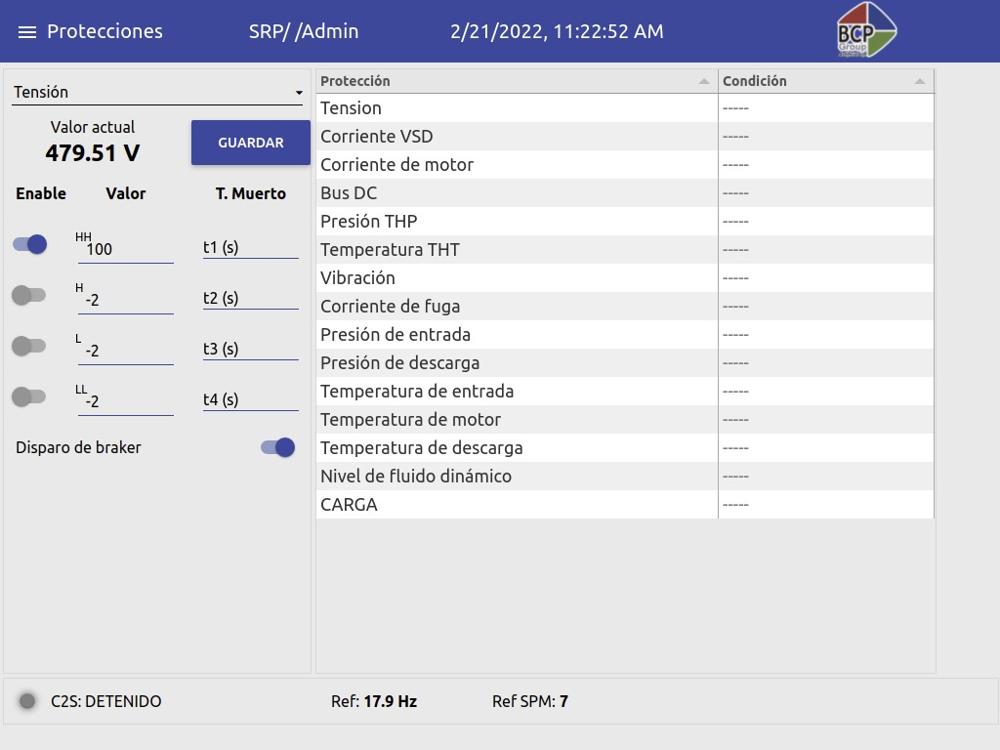 Protecciones
SRP/ /Admin
2/21/2022, 11:22:52 AM
BCP
Group
Tensión
Valor actual
479.51 V
GUARDAR
Enable Valor T. Muerto
HH
100
t1 (s)
H
-2
t2 (s)
L
-2
t3 (s)
LL
-2
t4 (s)
Disparo de braker
Protección Condición
Tension -----
Corriente VSD -----
Corriente de motor -----
Bus DC -----
Presión THP -----
Temperatura THT -----
Vibración -----
Corriente de fuga -----
Presión de entrada -----
Presión de descarga -----
Temperatura de entrada -----
Temperatura de motor -----
Temperatura de descarga -----
Nivel de fluido dinámico -----
CARGA -----
C2S: DETENIDO Ref: 17.9 Hz Ref SPM: 7